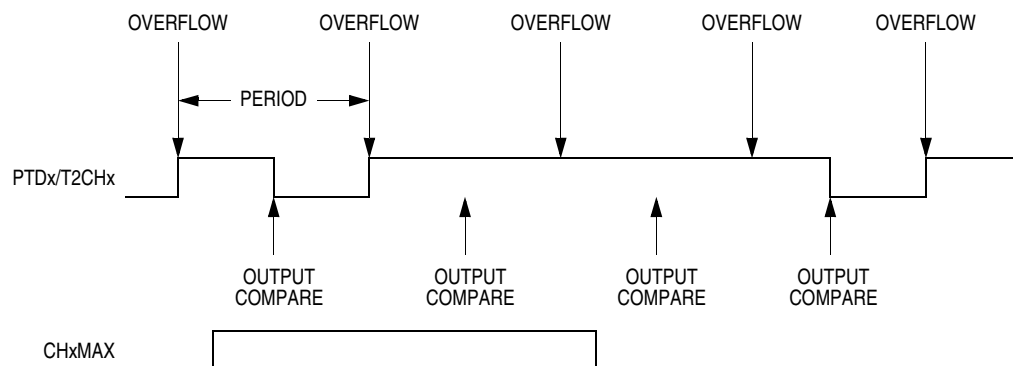 OVERFLOW OVERFLOW OVERFLOW OVERFLOW OVERFLOW
PERIOD
PTDx/T2CHx
OUTPUT COMPARE
OUTPUT COMPARE
OUTPUT COMPARE
OUTPUT COMPARE
CHxMAX